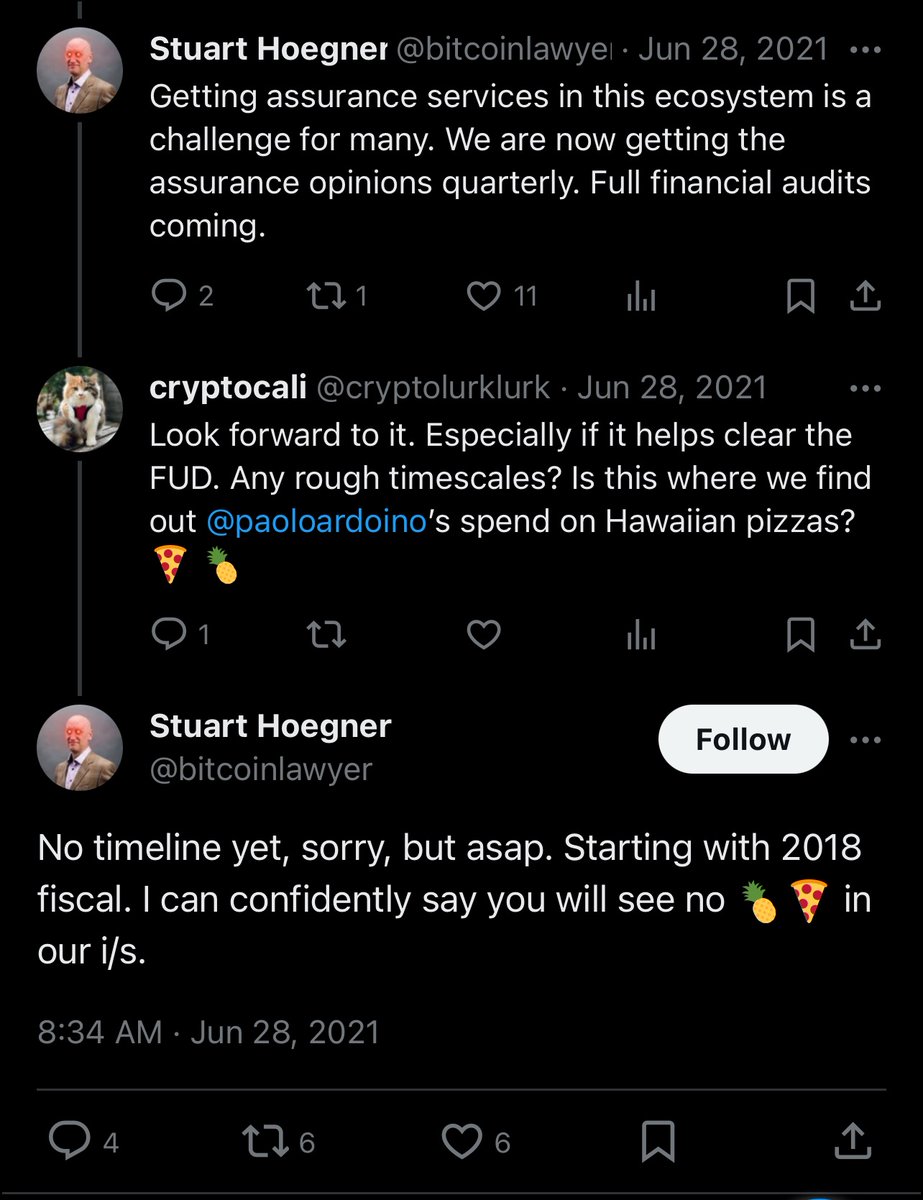 Stuart Hoegner @bitcoinlawye · Jun 28, 2021
Getting assurance services in this ecosystem is a
challenge for many. We are now getting the
assurance opinions quarterly. Full financial audits
coming.
2 1 11
cryptocali @cryptolurklurk · Jun 28, 2021
Look forward to it. Especially if it helps clear the
FUD. Any rough timescales? Is this where we find
out @paoloardoino’s spend on Hawaiian pizzas?
🍕 🍍
1
Stuart Hoegner
Follow
@bitcoinlawyer
No timeline yet, sorry, but asap. Starting with 2018
fiscal. I can confidently say you will see no 🍍 🍕 in
our i/s.
8:34 AM · Jun 28, 2021
4 6 6